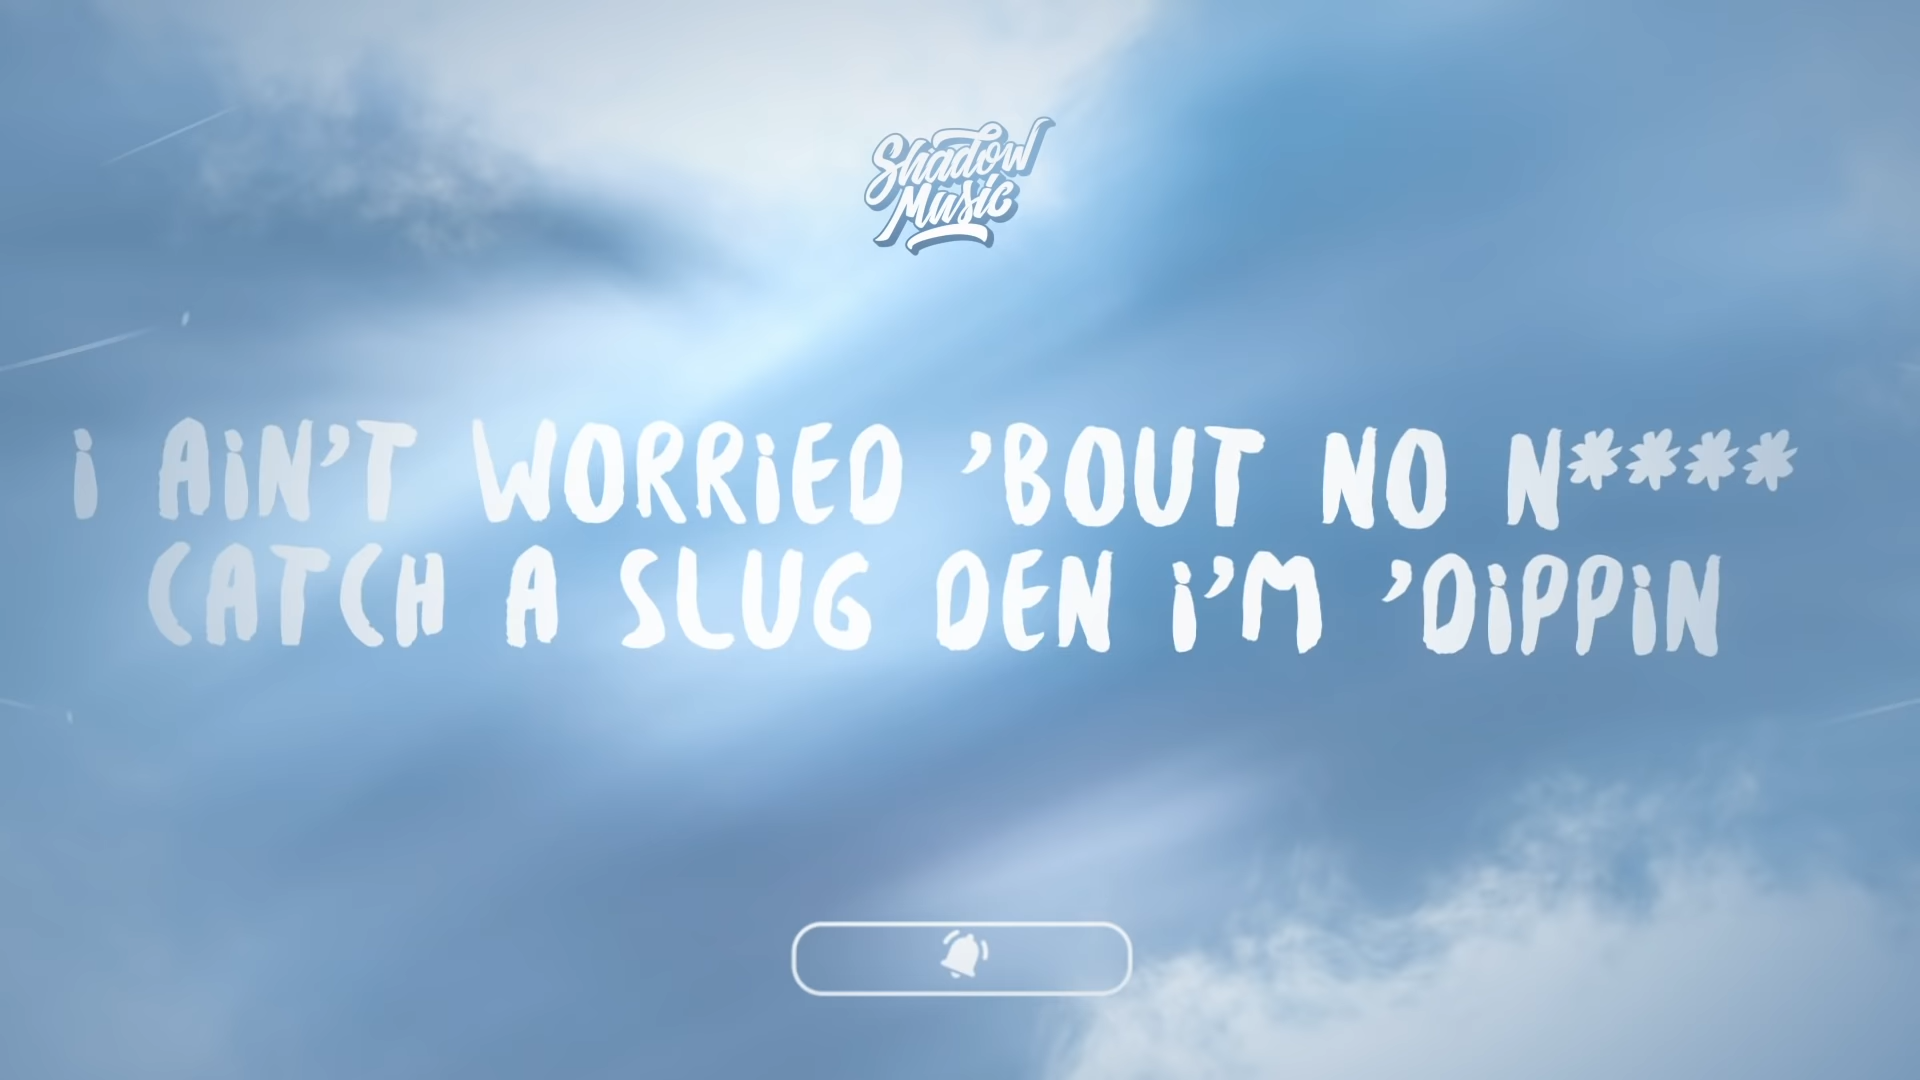 Shadow
Music
i AiN'T WORRiED 'BOUT NO N****
CATCH A SLUG DEN i'M 'DiPPiN